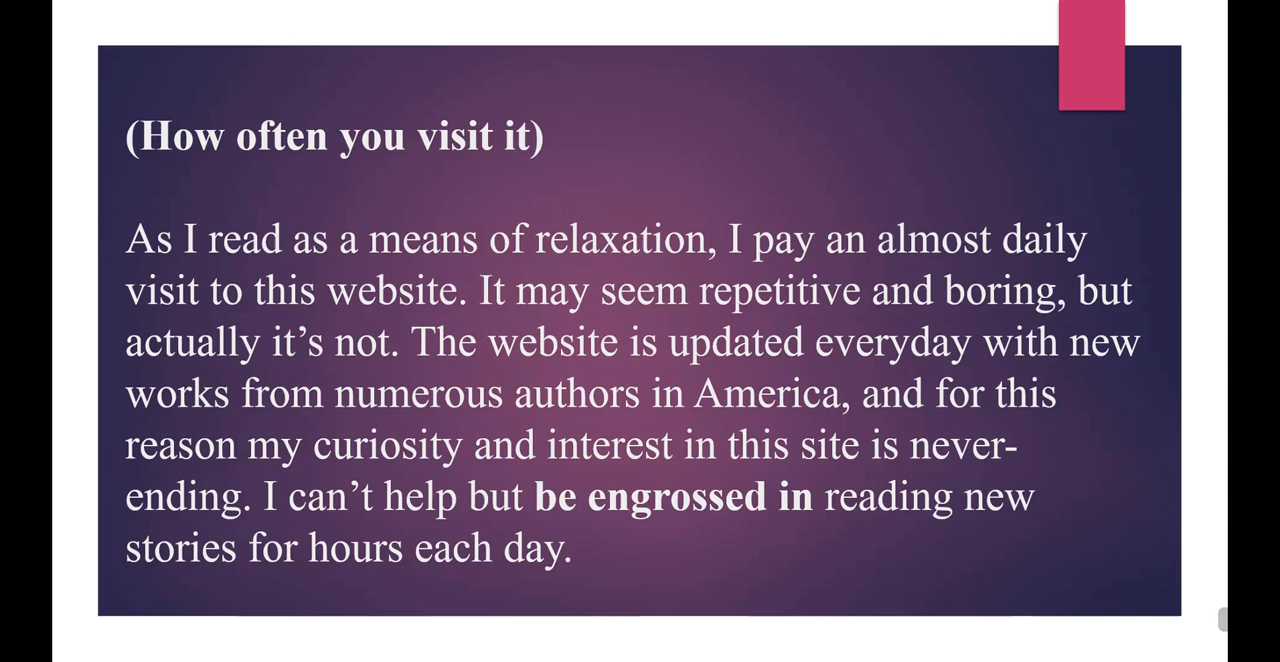 (How often you visit it)
As I read as a means of relaxation, I pay an almost daily
visit to this website. It may seem repetitive and boring, but
actually it’s not. The website is updated everyday with new
works from numerous authors in America, and for this
reason my curiosity and interest in this site is never-
ending. I can’t help but be engrossed in reading new
stories for hours each day.